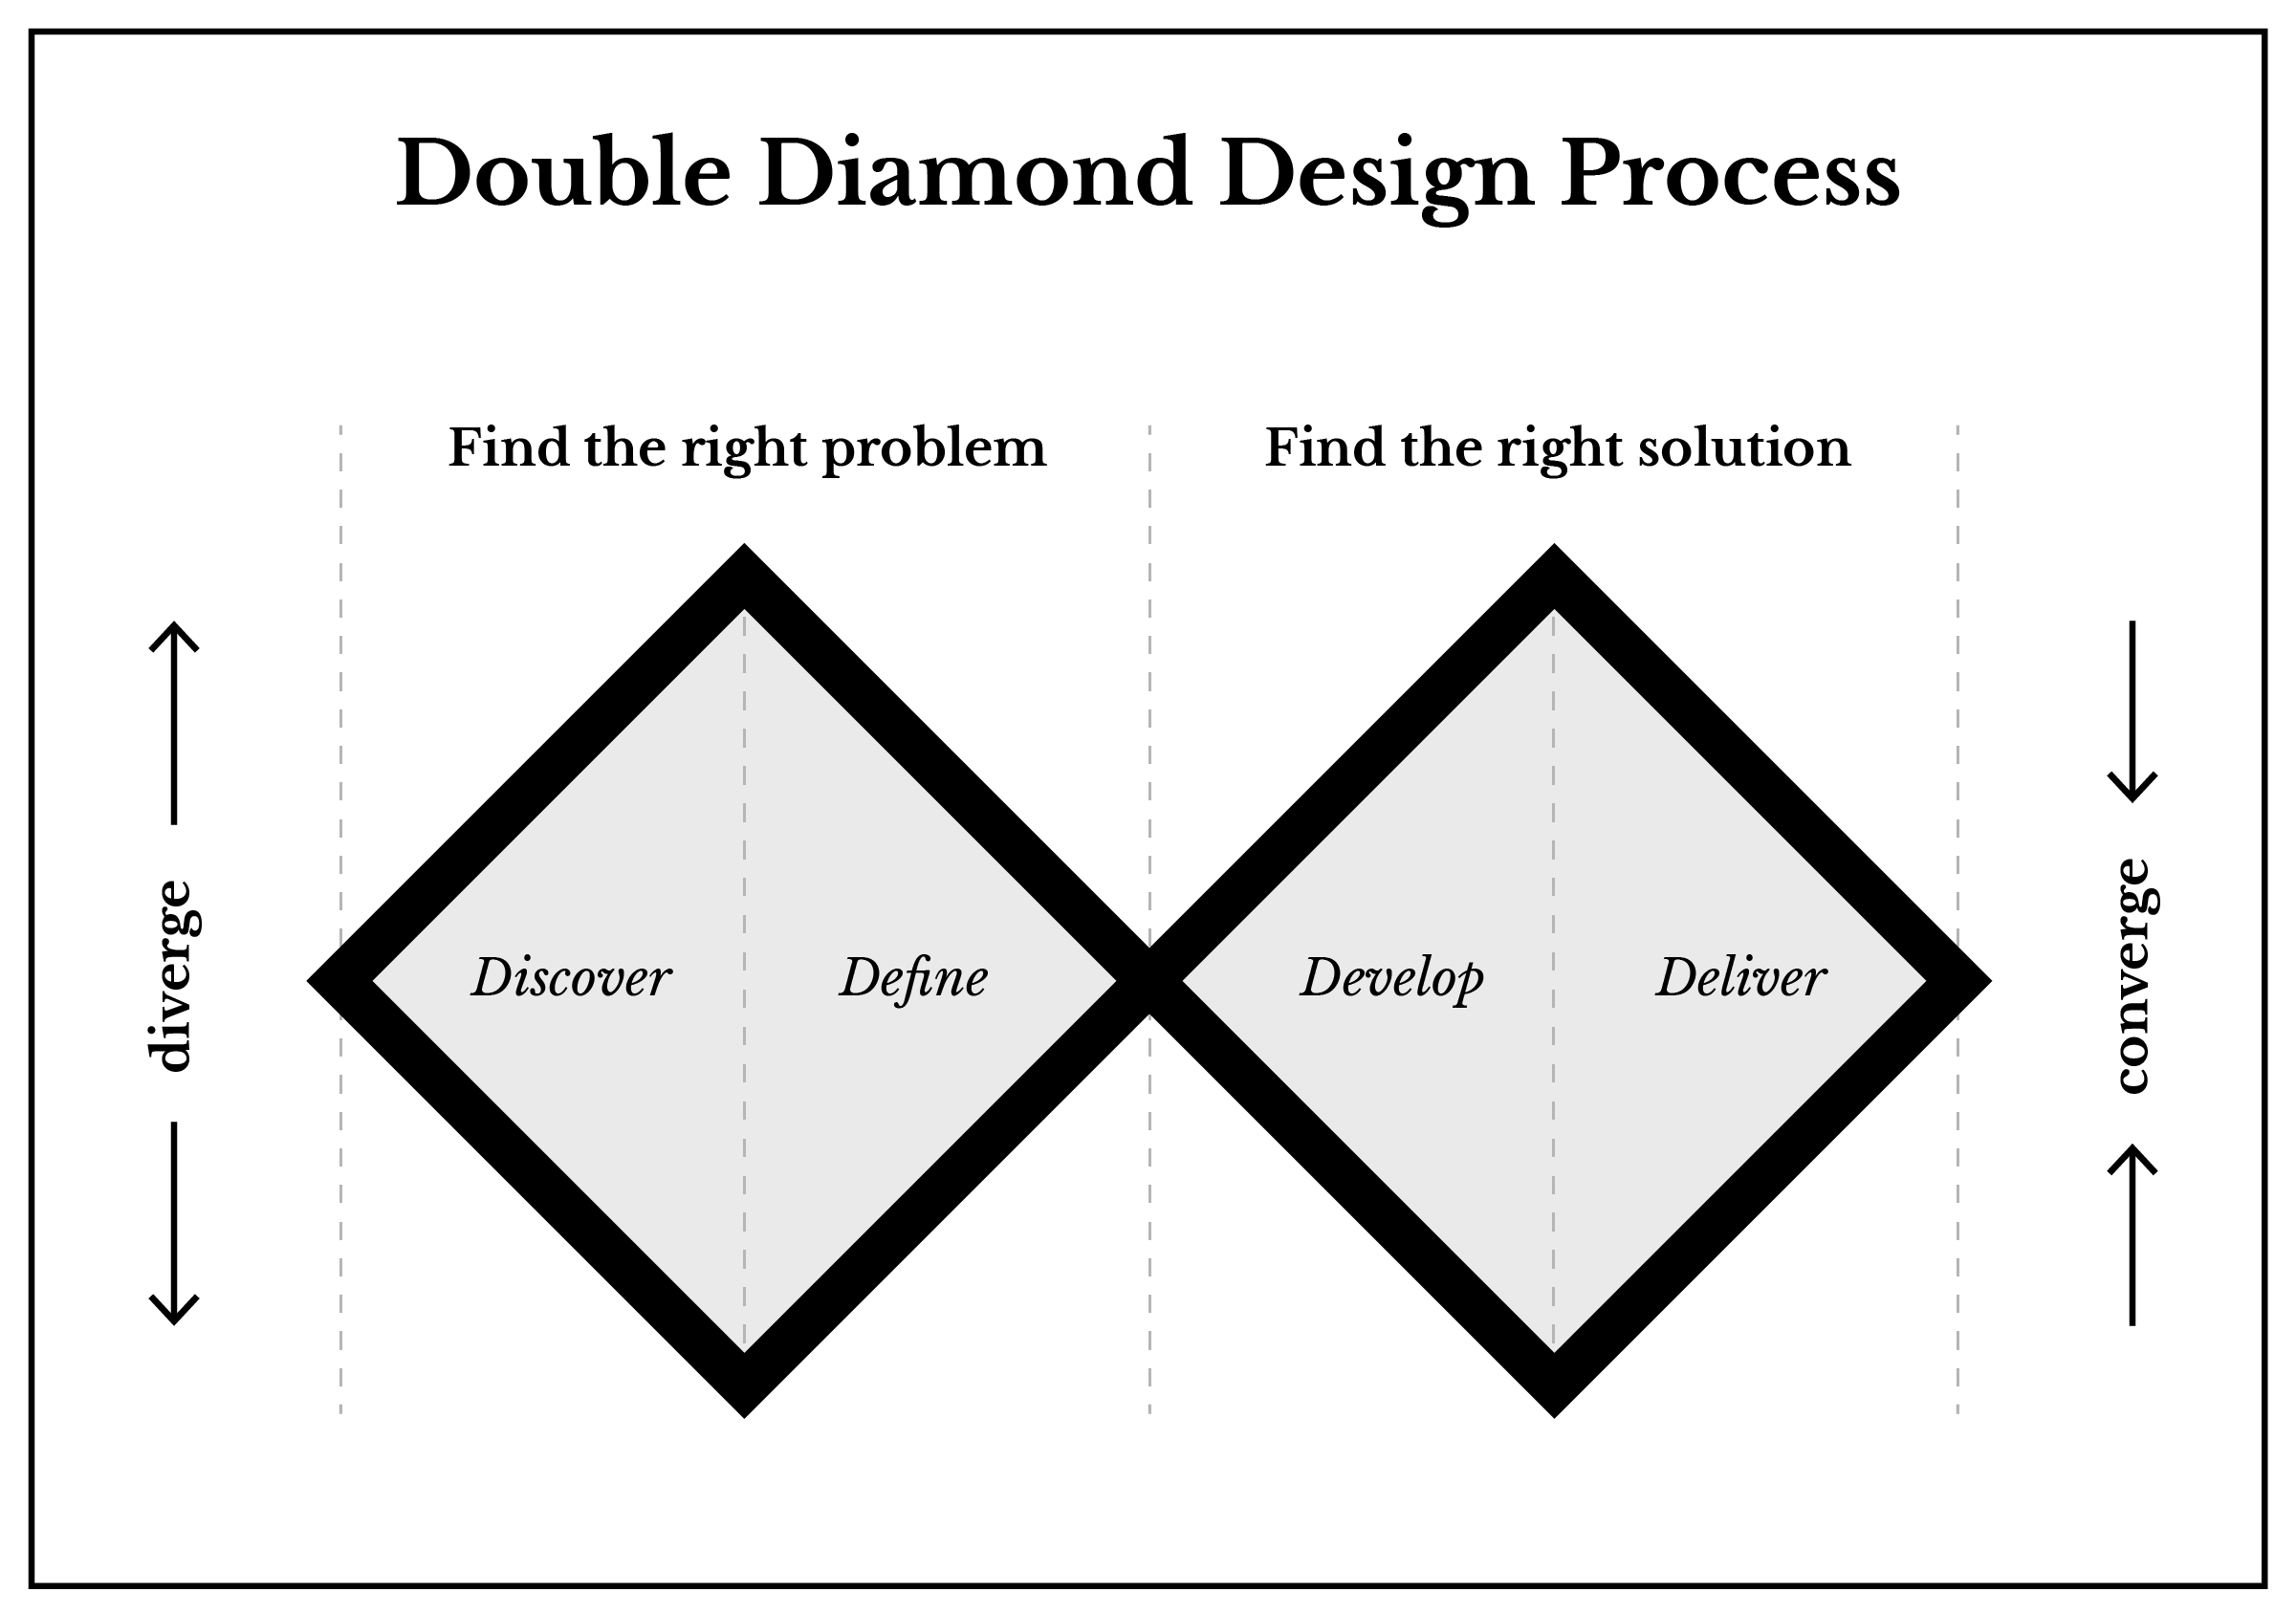 Double Diamond Design Process
Find the right problem
Find the right solution
diverge
Discover
Define
Develop
Deliver
converge